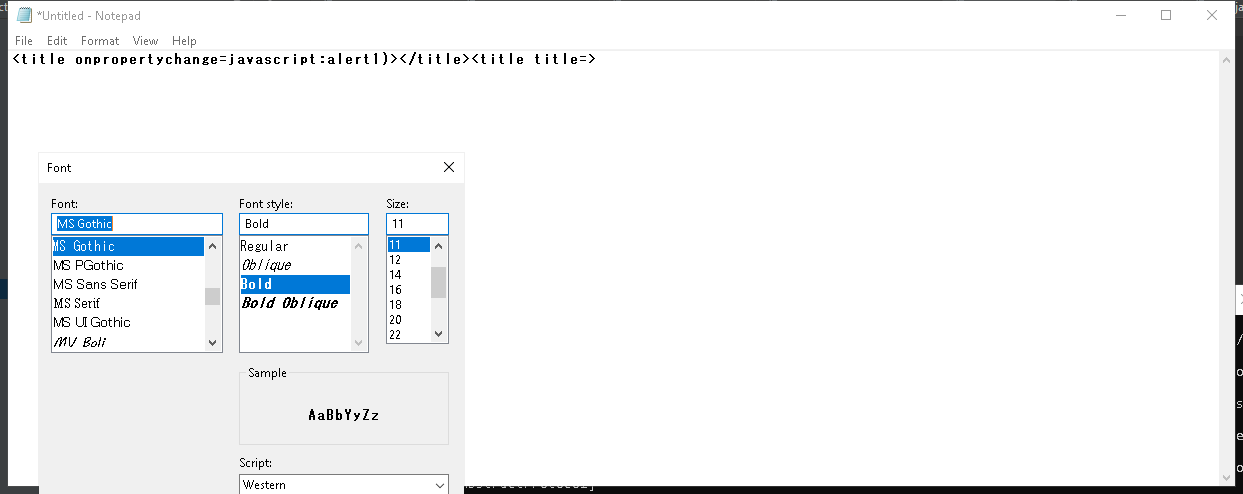 *Untitled - Notepad
File Edit Format View Help
<title onpropertychange=javascript:alert1)></title><title title=>
Font
Font: Font style: Size:
MS Gothic Bold 11
MS Gothic Regular 11
MS PGothic Oblique 12
MS Sans Serif Bold 14
MS Serif Bold Oblique 16
MS UI Gothic 18
MV Boli 20
22
Sample
AaBbYyZz
Script:
Western